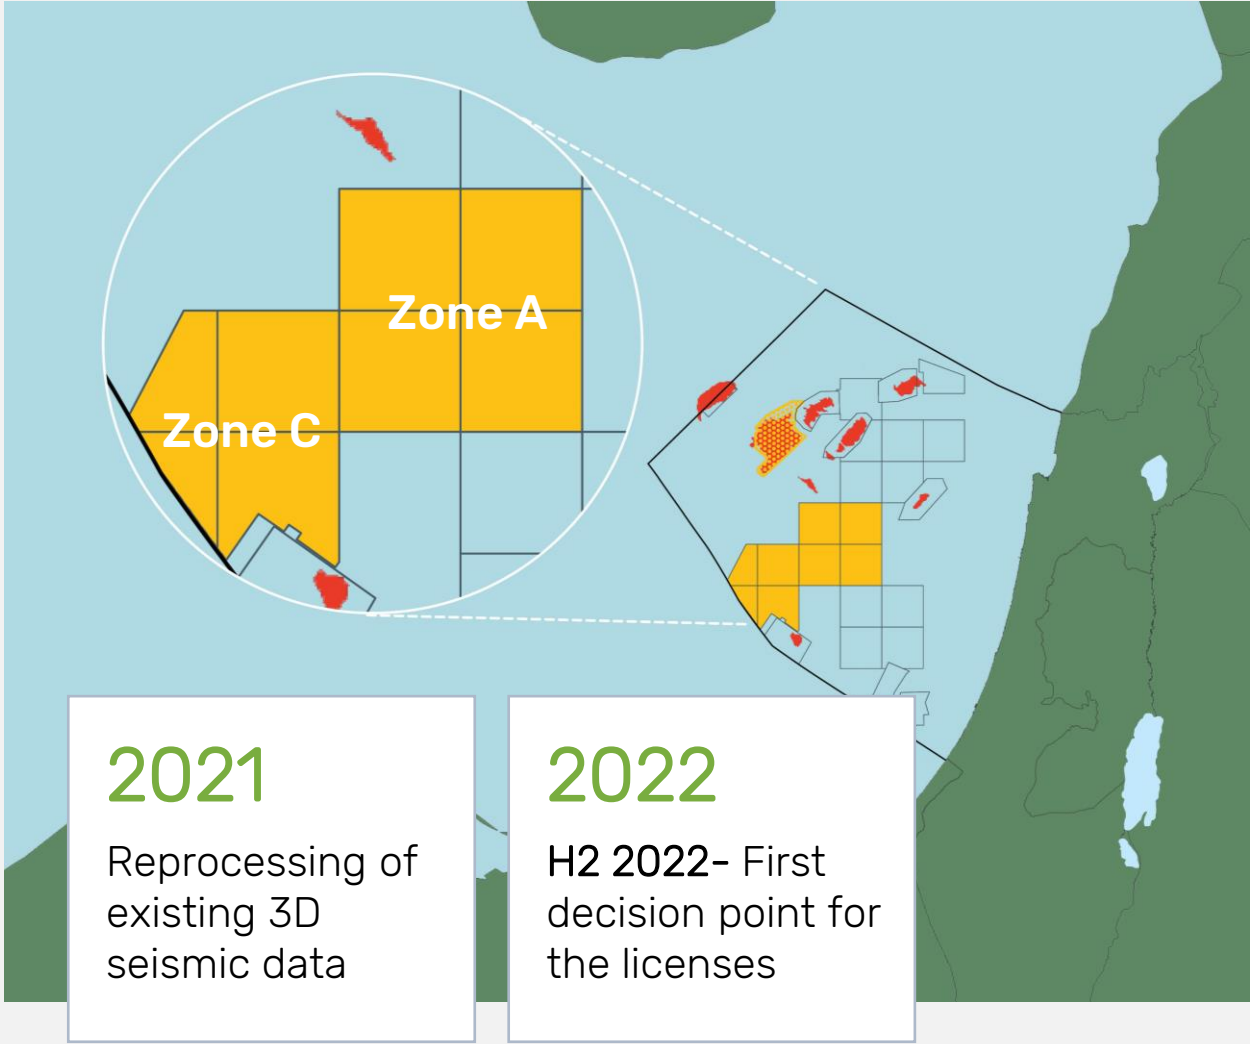 Zone A
Zone C
2021
Reprocessing of
existing 3D
seismic data
2022
H2 2022- First
decision point for
the licenses